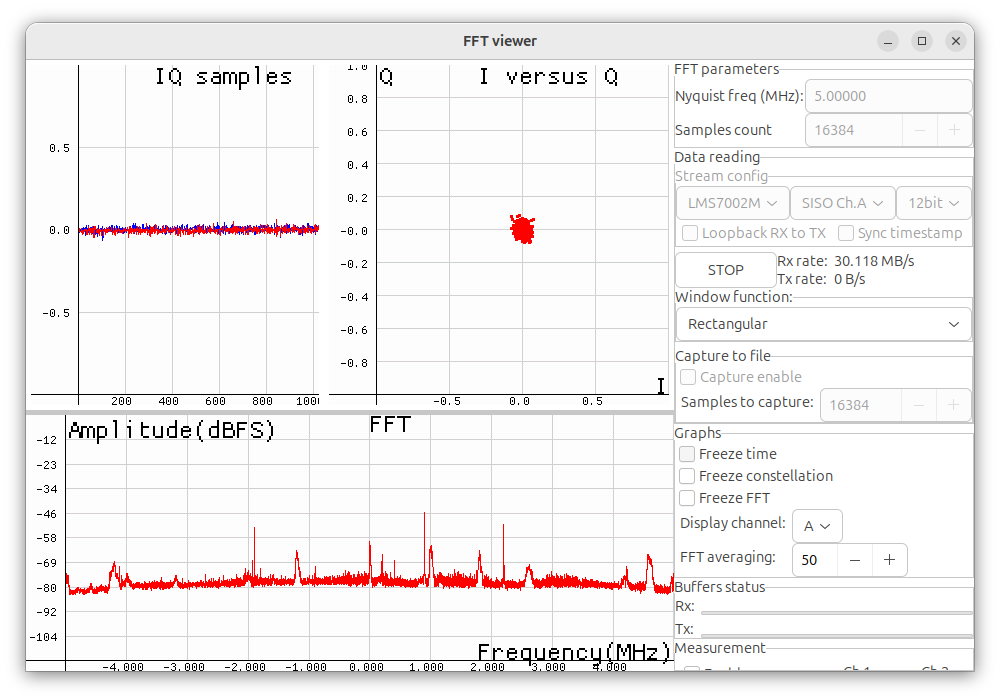 FFT viewer
IQ samples
0.5
0.0
-0.5
200 400 600 800 1000
1.0 Q I versus Q
0.8
0.6
0.4
0.2
-0.0
-0.2
-0.4
-0.6
-0.8
I
-0.5 0.0 0.5
Amplitude(dBFS) FFT
-12
-23
-34
-46
-58
-69
-80
-92
-104
Frequency(MHz)
-4.000 -3.000 -2.000 -1.000 0.000 1.000 2.000 3.000 4.000
FFT parameters
Nyquist freq (MHz): 5.00000
Samples count 16384
Data reading
Stream config
LMS7002M SISO Ch.A 12bit
Loopback RX to TX Sync timestamp
STOP
Rx rate: 30.118 MB/s
Tx rate: 0 B/s
Window function:
Rectangular
Capture to file
Capture enable
Samples to capture: 16384
Graphs
Freeze time
Freeze constellation
Freeze FFT
Display channel: A
FFT averaging: 50
Buffers status
Rx:
Tx:
Measurement